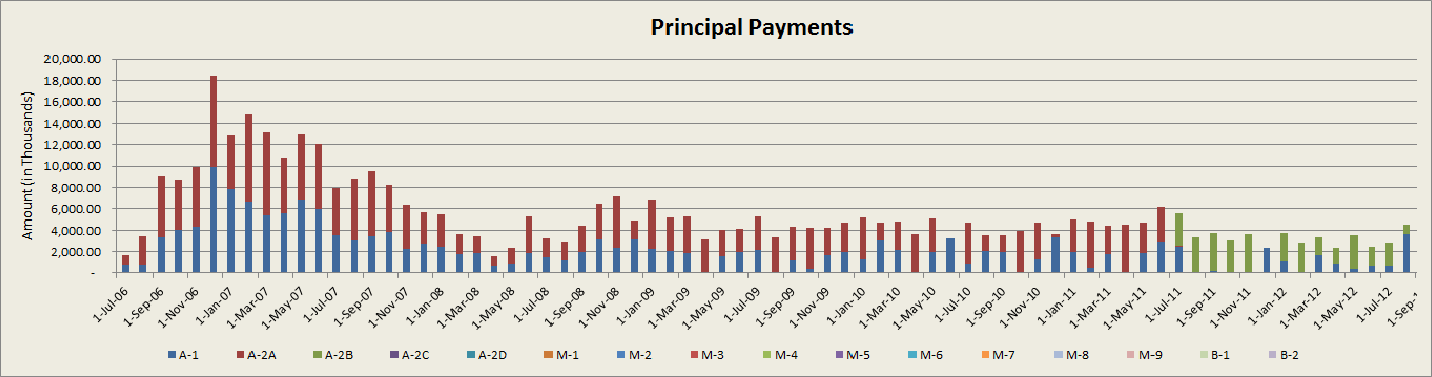 Principal Payments
Amount (in Thousands)
20,000.00
18,000.00
16,000.00
14,000.00
12,000.00
10,000.00
8,000.00
6,000.00
4,000.00
2,000.00
-
1-Jul-06
1-Sep-06
1-Nov-06
1-Jan-07
1-Mar-07
1-May-07
1-Jul-07
1-Sep-07
1-Nov-07
1-Jan-08
1-Mar-08
1-May-08
1-Jul-08
1-Sep-08
1-Nov-08
1-Jan-09
1-Mar-09
1-May-09
1-Jul-09
1-Sep-09
1-Nov-09
1-Jan-10
1-Mar-10
1-May-10
1-Jul-10
1-Sep-10
1-Nov-10
1-Jan-11
1-Mar-11
1-May-11
1-Jul-11
1-Sep-11
1-Nov-11
1-Jan-12
1-Mar-12
1-May-12
1-Jul-12
1-Sep-
A-1 A-2A A-2B A-2C A-2D M-1 M-2 M-3 M-4 M-5 M-6 M-7 M-8 M-9 B-1 B-2